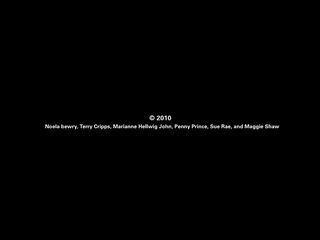 © 2010
Noela bewry, Terry Cripps, Marianne Hellwig John, Penny Prince, Sue Rae, and Maggie Shaw